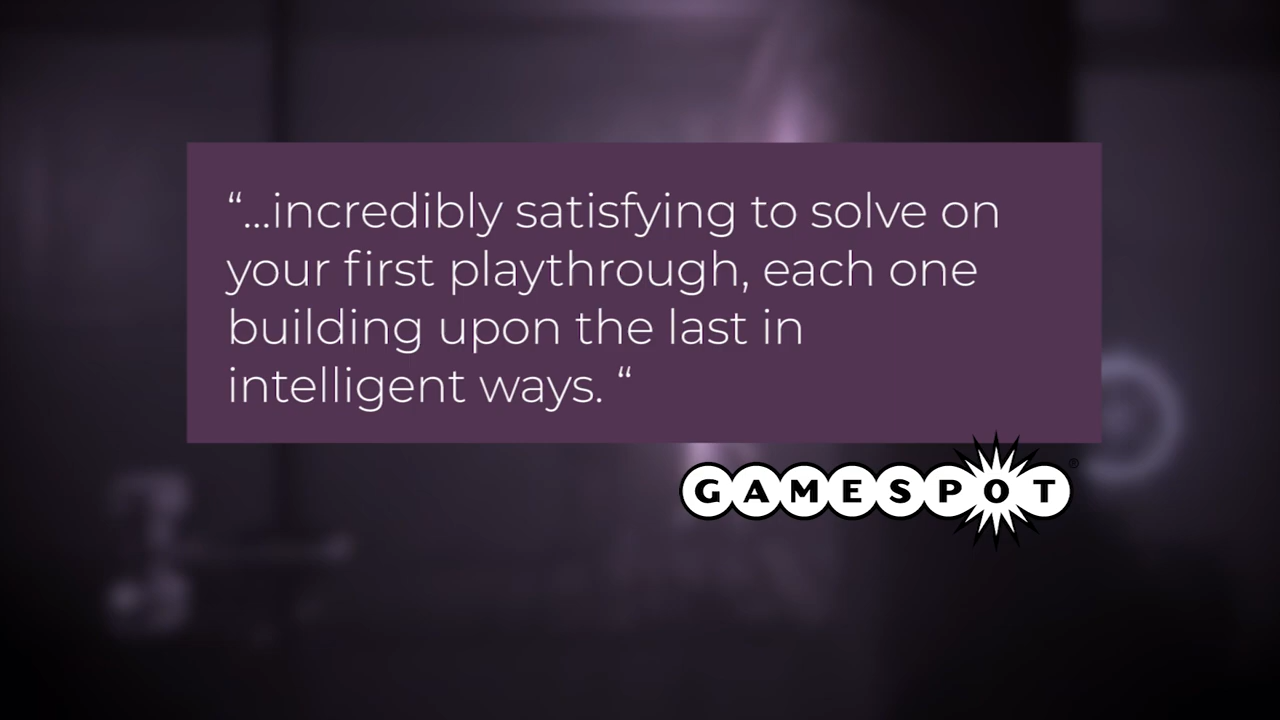 “...incredibly satisfying to solve on
your first playthrough, each one
building upon the last in
intelligent ways. “
GAMESPOT®